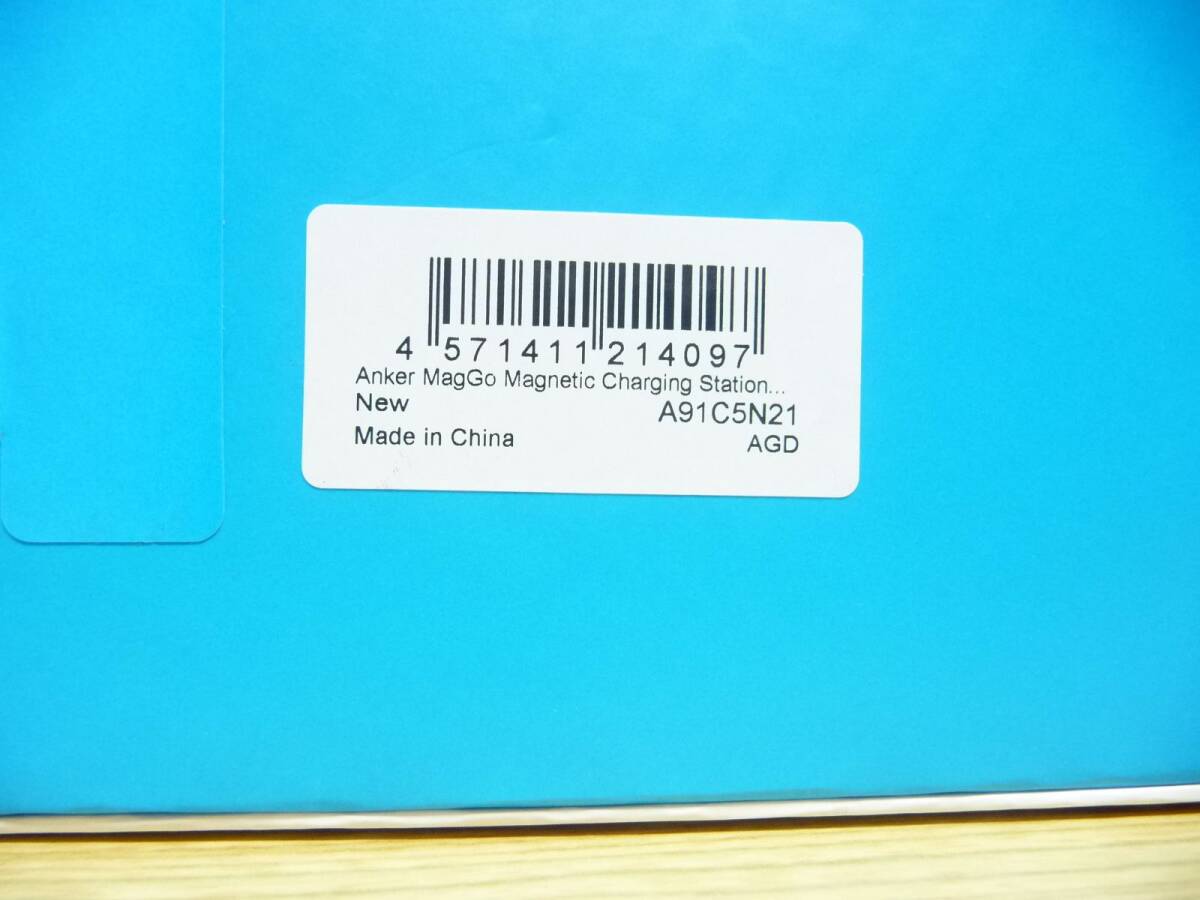 4 571411 214097
Anker MagGo Magnetic Charging Station...
New A91C5N21
Made in China AGD